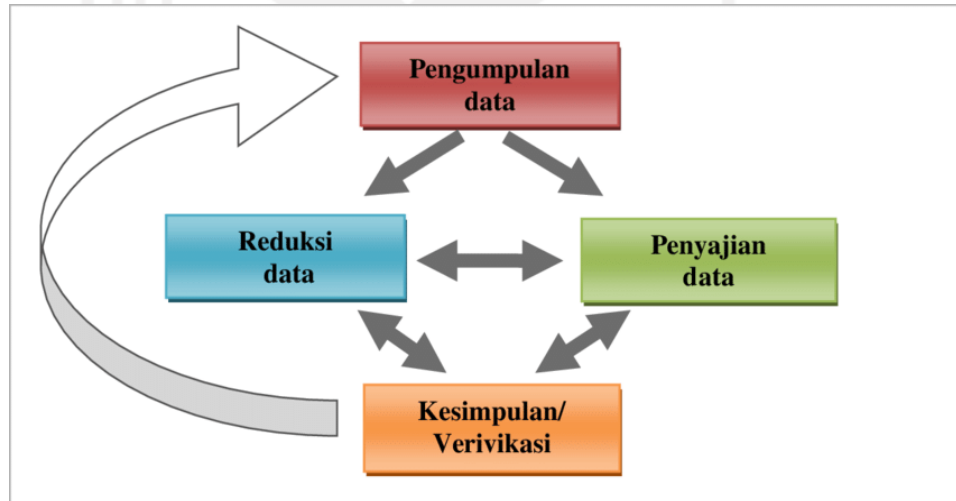 Pengumpulan
data
Reduksi
data
Penyajian
data
Kesimpulan/
Verivikasi